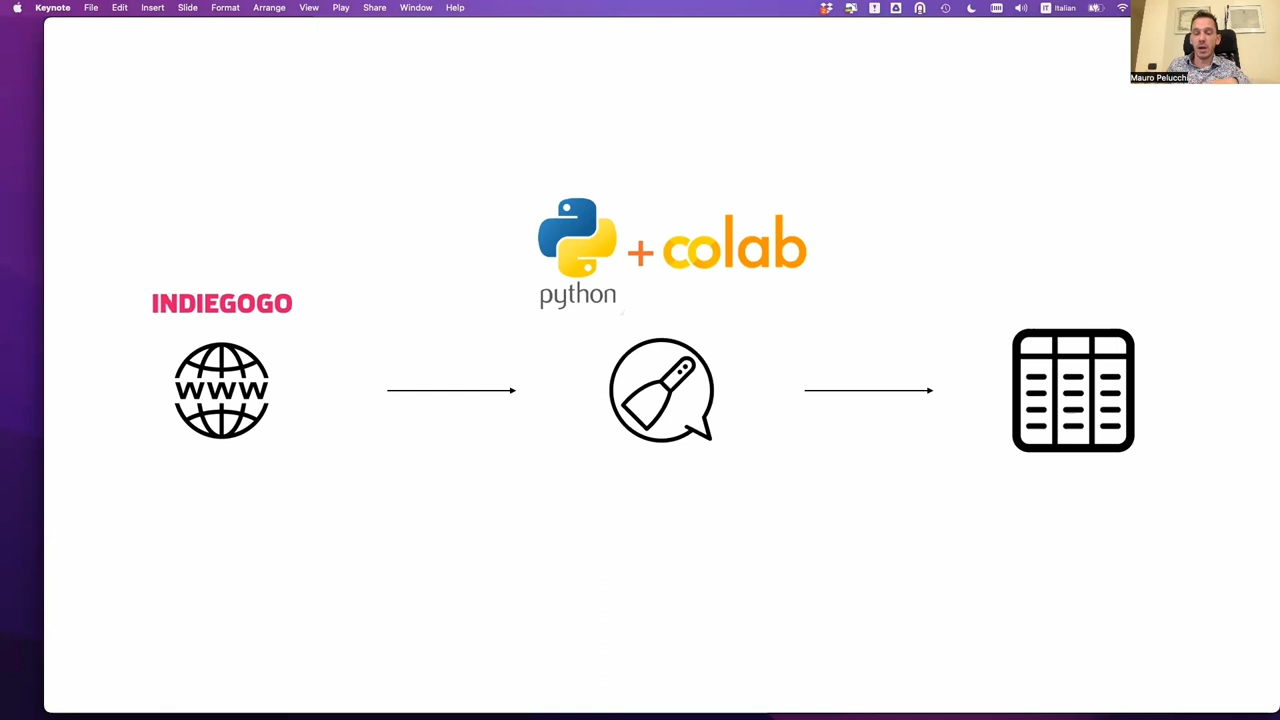 Keynote File Edit Insert Slide Format Arrange View Play Share Window Help IT Italian
Mauro Pelucchi
+ colab
python
INDIEGOGO
www